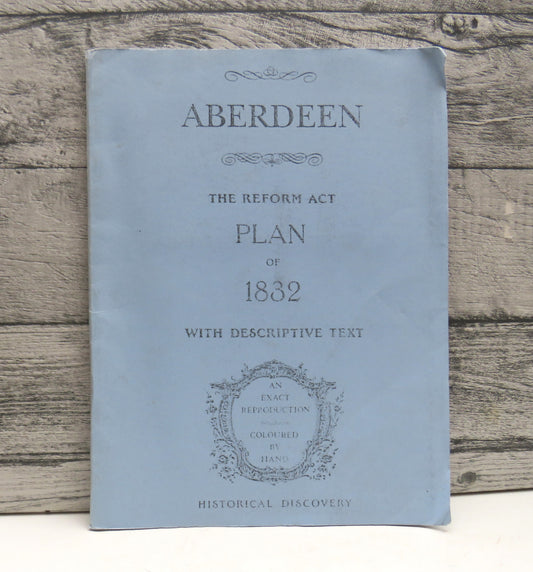 ABERDEEN
THE REFORM ACT
PLAN
OF
1832
WITH DESCRIPTIVE TEXT
AN
EXACT
REPRODUCTION
COLOURED
BY
HAND
HISTORICAL DISCOVERY